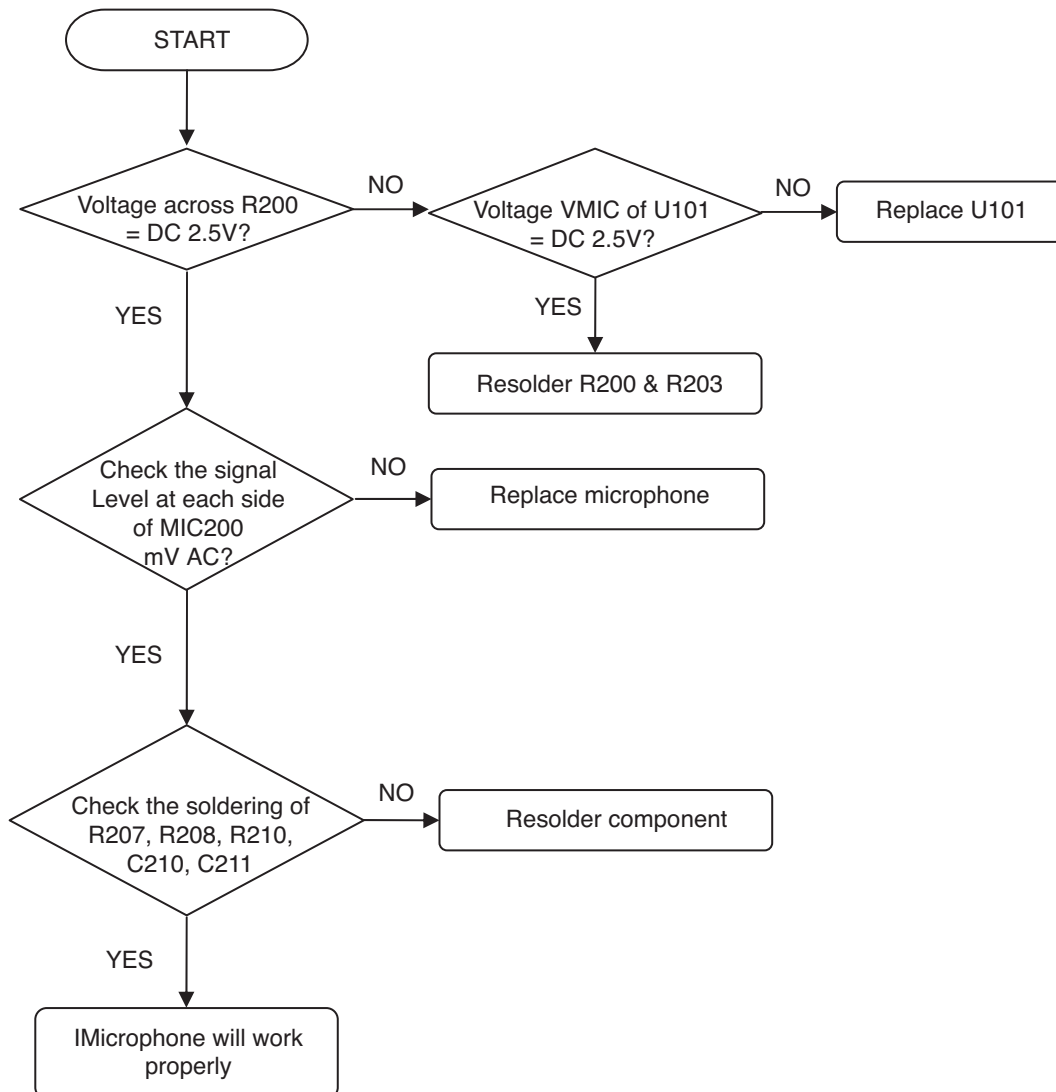 START
Voltage across R200
= DC 2.5V?
NO
Voltage VMIC of U101
= DC 2.5V?
NO
Replace U101
YES
YES
Resolder R200 & R203
Check the signal
Level at each side
of MIC200
mV AC?
NO
Replace microphone
YES
Check the soldering of
R207, R208, R210,
C210, C211
NO
Resolder component
YES
IMicrophone will work
properly